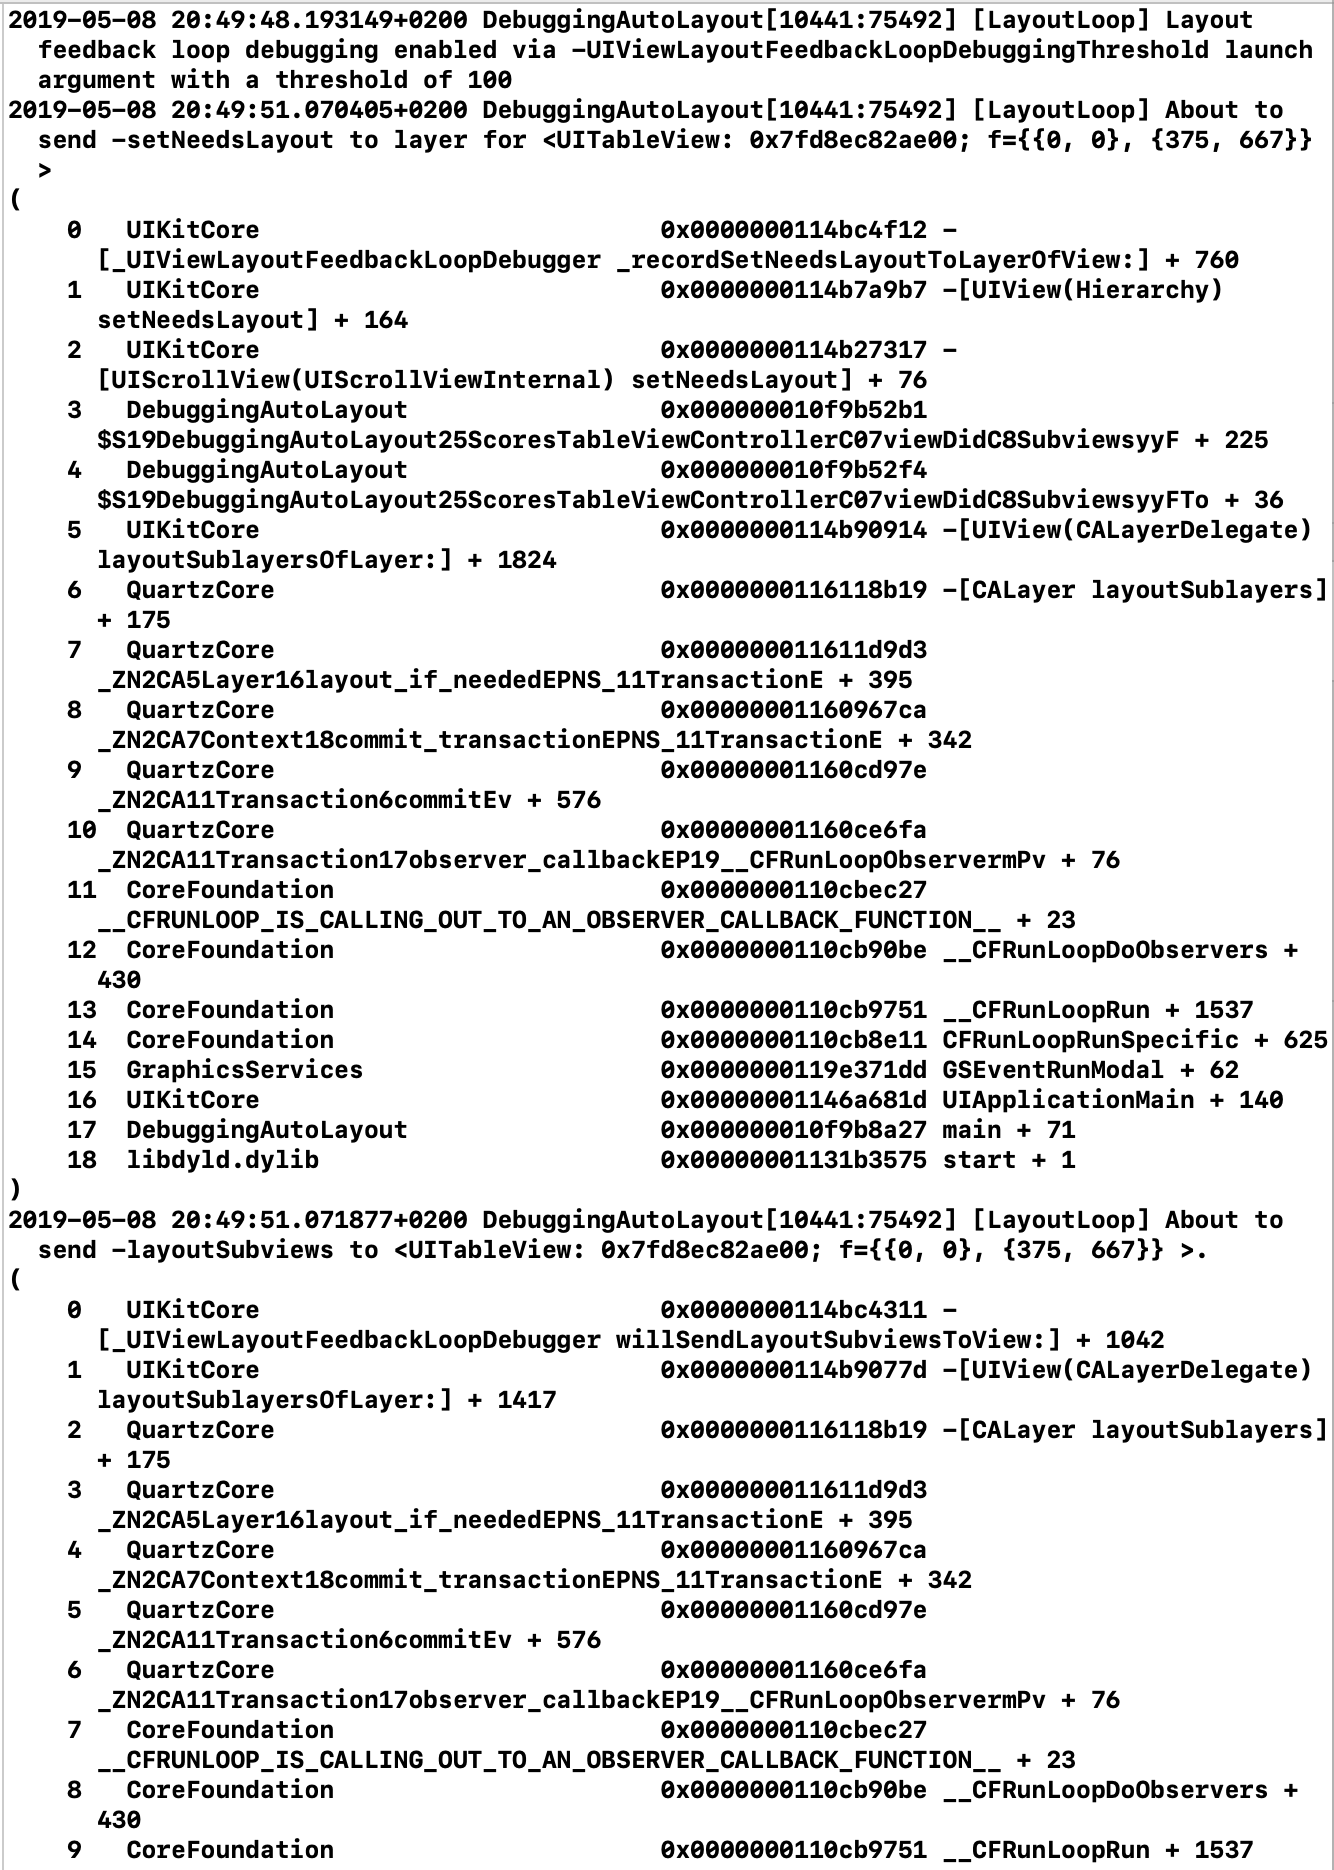 2019-05-08 20:49:48.193149+0200 DebuggingAutoLayout[10441:75492] [LayoutLoop] Layout
feedback loop debugging enabled via -UIViewLayoutFeedbackLoopDebuggingThreshold launch
argument with a threshold of 100
2019-05-08 20:49:51.070405+0200 DebuggingAutoLayout[10441:75492] [LayoutLoop] About to
send -setNeedsLayout to layer for <UITableView: 0x7fd8ec82ae00; f={{0, 0}, {375, 667}}
>
(
0   UIKitCore                           0x0000000114bc4f12 -
[_UIViewLayoutFeedbackLoopDebugger _recordSetNeedsLayoutToLayerOfView:] + 760
1   UIKitCore                           0x0000000114b7a9b7 -[UIView(Hierarchy)
setNeedsLayout] + 164
2   UIKitCore                           0x0000000114b27317 -
[UIScrollView(UIScrollViewInternal) setNeedsLayout] + 76
3   DebuggingAutoLayout                 0x000000010f9b52b1
$S19DebuggingAutoLayout25ScoresTableViewControllerC07viewDidC8SubviewsyyF + 225
4   DebuggingAutoLayout                 0x000000010f9b52f4
$S19DebuggingAutoLayout25ScoresTableViewControllerC07viewDidC8SubviewsyyFTo + 36
5   UIKitCore                           0x0000000114b90914 -[UIView(CALayerDelegate)
layoutSublayersOfLayer:] + 1824
6   QuartzCore                          0x0000000116118b19 -[CALayer layoutSublayers]
+ 175
7   QuartzCore                          0x000000011611d9d3
_ZN2CA5Layer16layout_if_neededEPNS_11TransactionE + 395
8   QuartzCore                          0x00000001160967ca
_ZN2CA7Context18commit_transactionEPNS_11TransactionE + 342
9   QuartzCore                          0x00000001160cd97e
_ZN2CA11Transaction6commitEv + 576
10  QuartzCore                          0x00000001160ce6fa
_ZN2CA11Transaction17observer_callbackEP19__CFRunLoopObservermPv + 76
11  CoreFoundation                      0x0000000110cbec27
__CFRUNLOOP_IS_CALLING_OUT_TO_AN_OBSERVER_CALLBACK_FUNCTION__ + 23
12  CoreFoundation                      0x0000000110cb90be __CFRunLoopDoObservers +
430
13  CoreFoundation                      0x0000000110cb9751 __CFRunLoopRun + 1537
14  CoreFoundation                      0x0000000110cb8e11 CFRunLoopRunSpecific + 625
15  GraphicsServices                    0x0000000119e371dd GSEventRunModal + 62
16  UIKitCore                           0x00000001146a681d UIApplicationMain + 140
17  DebuggingAutoLayout                 0x000000010f9b8a27 main + 71
18  libdyld.dylib                       0x00000001131b3575 start + 1
)
2019-05-08 20:49:51.071877+0200 DebuggingAutoLayout[10441:75492] [LayoutLoop] About to
send -layoutSubviews to <UITableView: 0x7fd8ec82ae00; f={{0, 0}, {375, 667}} >.
(
0   UIKitCore                           0x0000000114bc4311 -
[_UIViewLayoutFeedbackLoopDebugger willSendLayoutSubviewsToView:] + 1042
1   UIKitCore                           0x0000000114b9077d -[UIView(CALayerDelegate)
layoutSublayersOfLayer:] + 1417
2   QuartzCore                          0x0000000116118b19 -[CALayer layoutSublayers]
+ 175
3   QuartzCore                          0x000000011611d9d3
_ZN2CA5Layer16layout_if_neededEPNS_11TransactionE + 395
4   QuartzCore                          0x00000001160967ca
_ZN2CA7Context18commit_transactionEPNS_11TransactionE + 342
5   QuartzCore                          0x00000001160cd97e
_ZN2CA11Transaction6commitEv + 576
6   QuartzCore                          0x00000001160ce6fa
_ZN2CA11Transaction17observer_callbackEP19__CFRunLoopObservermPv + 76
7   CoreFoundation                      0x0000000110cbec27
__CFRUNLOOP_IS_CALLING_OUT_TO_AN_OBSERVER_CALLBACK_FUNCTION__ + 23
8   CoreFoundation                      0x0000000110cb90be __CFRunLoopDoObservers +
430
9   CoreFoundation                      0x0000000110cb9751 __CFRunLoopRun + 1537